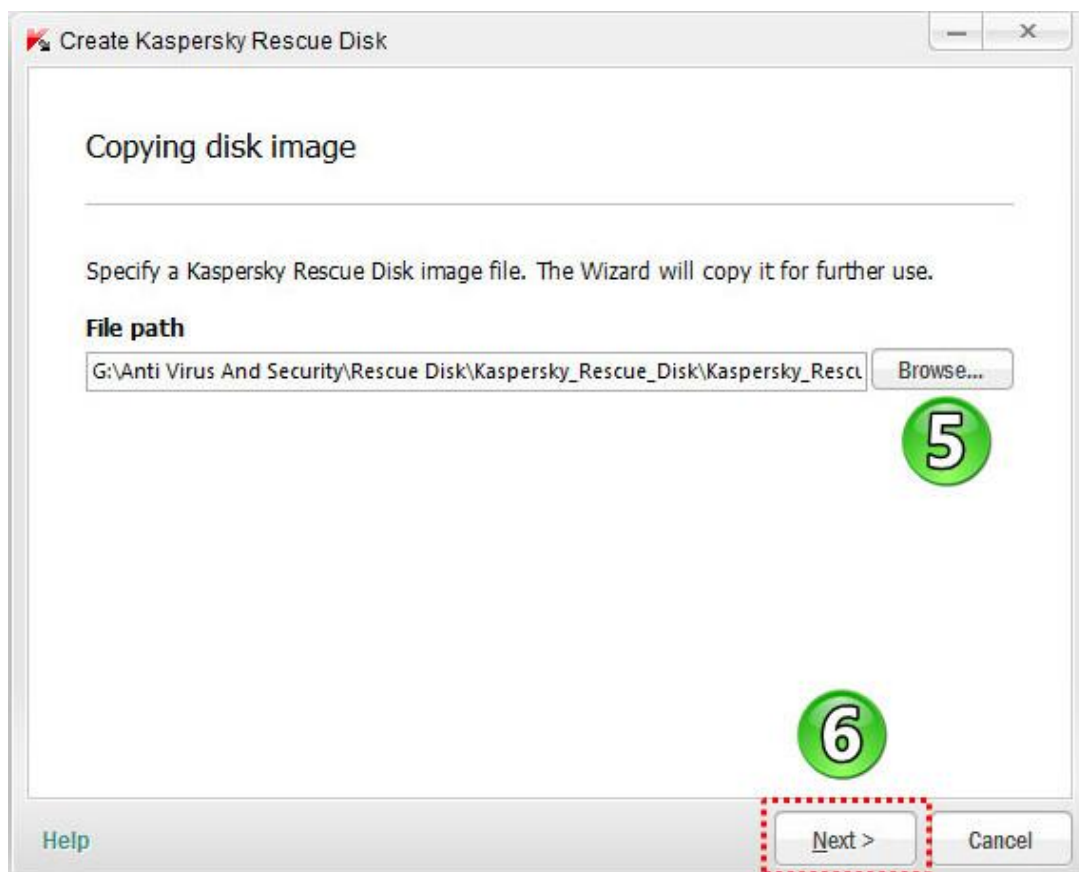 Create Kaspersky Rescue Disk
Copying disk image
Specify a Kaspersky Rescue Disk image file. The Wizard will copy it for further use.
File path
G:\Anti Virus And Security\Rescue Disk\Kaspersky_Rescue_Disk\Kaspersky_Rescu Browse...
5
6
Help Next > Cancel